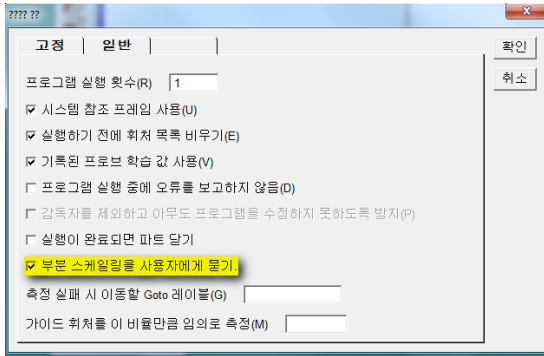 ???? ??
고정 일반
확인
취소
프로그램 실행 횟수(R) 1
시스템 참조 프레임 사용(U)
실행하기 전에 휘처 목록 비우기(E)
기록된 프로브 학습 값 사용(V)
프로그램 실행 중에 오류를 보고하지 않음(D)
감독자를 제외하고 아무도 프로그램을 수정하지 못하도록 방지(P)
실행이 완료되면 파트 닫기
부분 스케일링을 사용자에게 묻기.
측정 실패 시 이동할 Goto 레이블(G)
가이드 휘처를 이 비율만큼 임의로 측정(M)